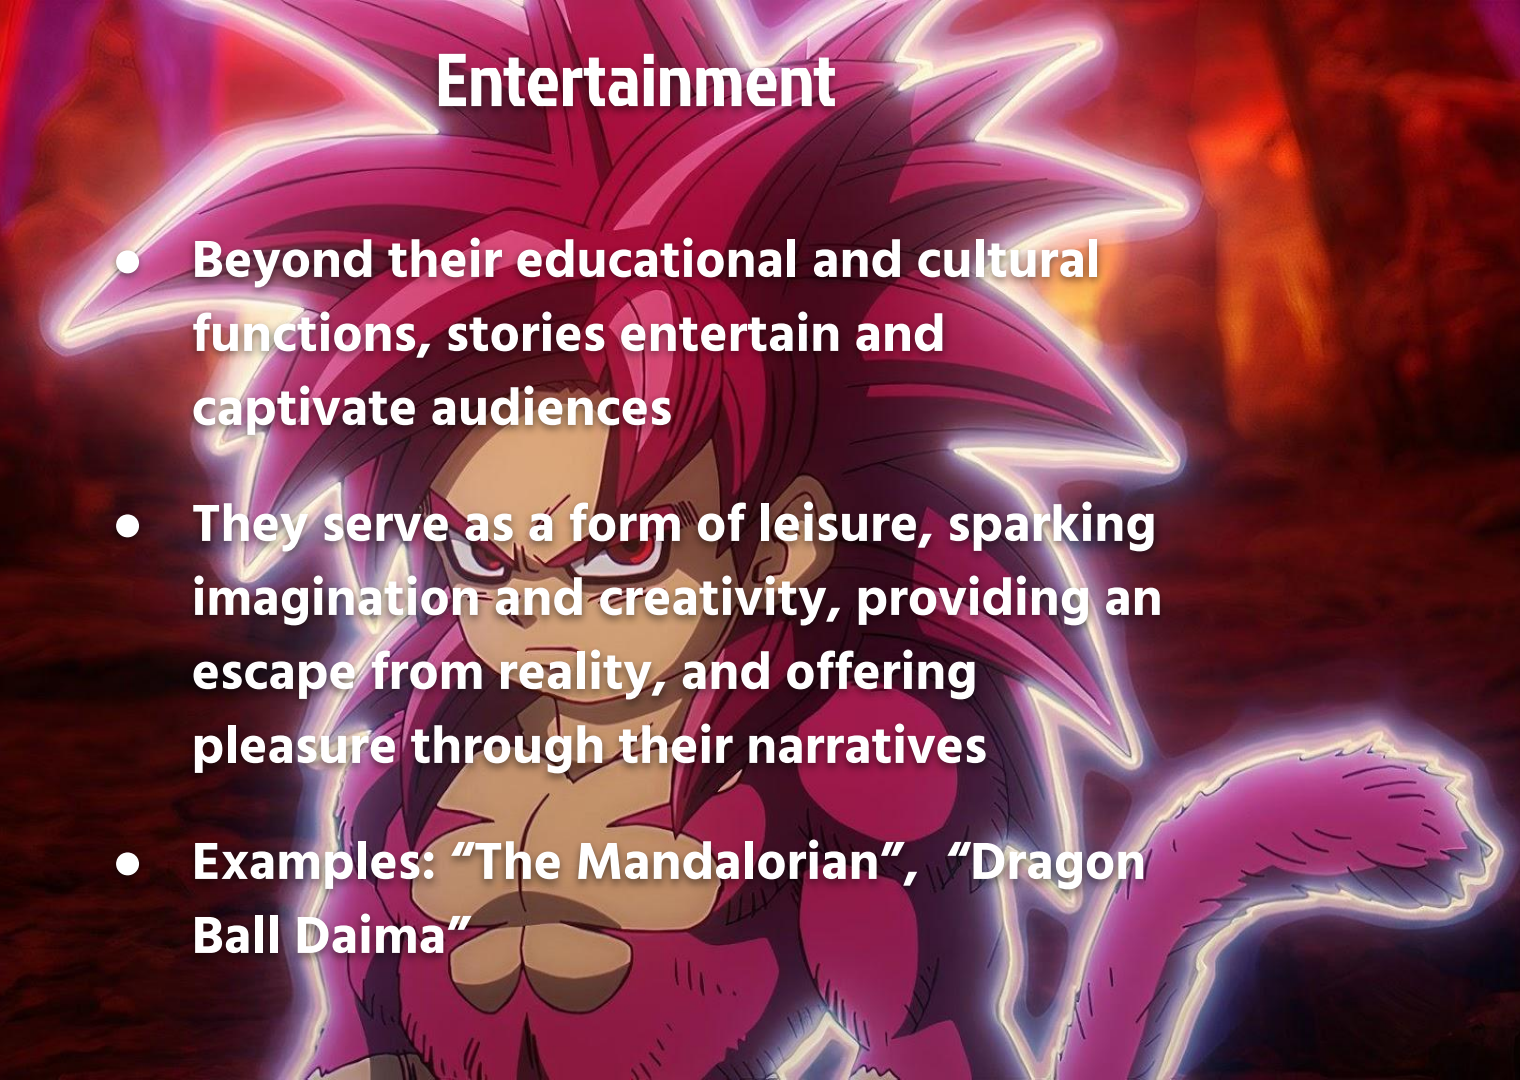 Entertainment
● Beyond their educational and cultural
functions, stories entertain and
captivate audiences
● They serve as a form of leisure, sparking
imagination and creativity, providing an
escape from reality, and offering
pleasure through their narratives
● Examples: “The Mandalorian”, “Dragon
Ball Daima”